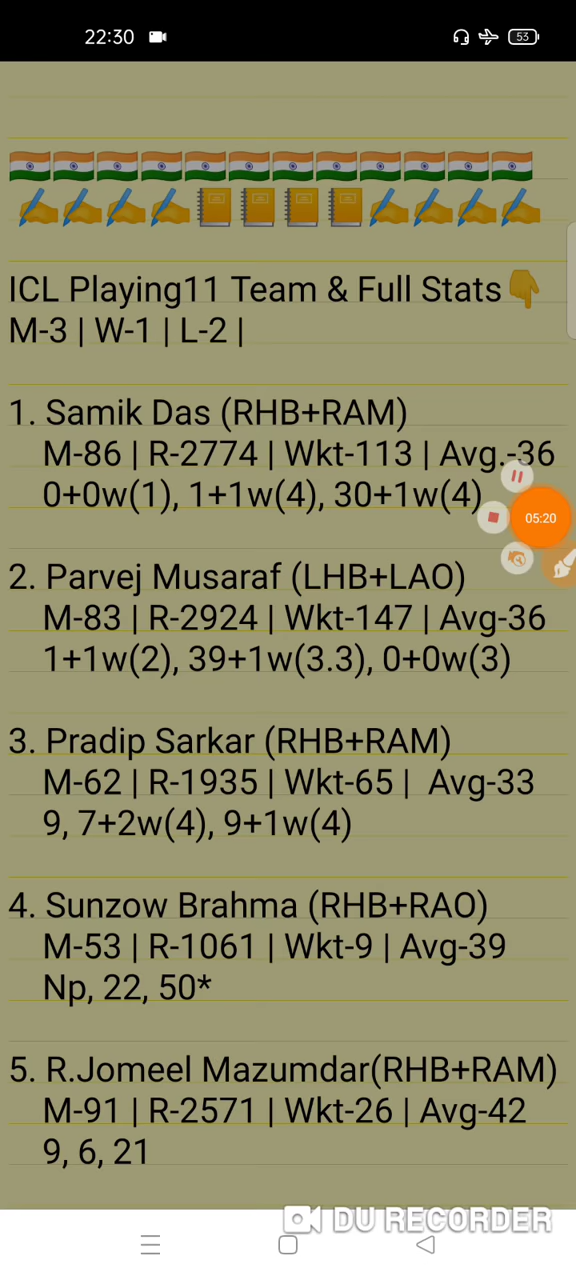 22:30
53
ICL Playing11 Team & Full Stats👇
M-3 | W-1 | L-2 |
1. Samik Das (RHB+RAM)
M-86 | R-2774 | Wkt-113 | Avg.-36
0+0w(1), 1+1w(4), 30+1w(4)
05:20
2. Parvej Musaraf (LHB+LAO)
M-83 | R-2924 | Wkt-147 | Avg-36
1+1w(2), 39+1w(3.3), 0+0w(3)
3. Pradip Sarkar (RHB+RAM)
M-62 | R-1935 | Wkt-65 | Avg-33
9, 7+2w(4), 9+1w(4)
4. Sunzow Brahma (RHB+RAO)
M-53 | R-1061 | Wkt-9 | Avg-39
Np, 22, 50*
5. R.Jomeel Mazumdar(RHB+RAM)
M-91 | R-2571 | Wkt-26 | Avg-42
9, 6, 21
DU RECORDER